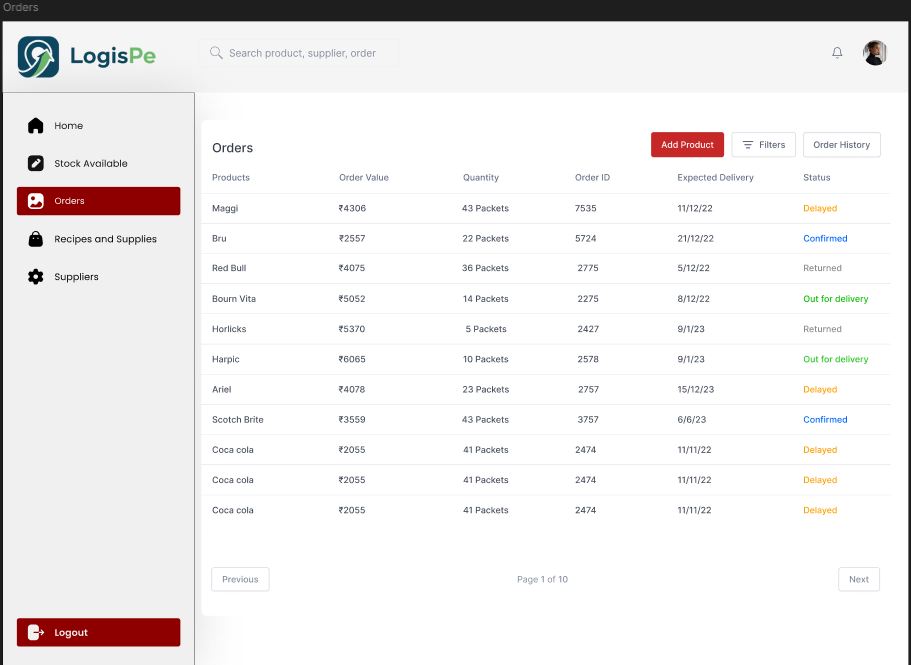 Orders
LogisPe
Search product, supplier, order
Home
Stock Available
Orders
Recipes and Supplies
Suppliers
Logout
Orders Add Product Filters Order History
Products Order Value Quantity Order ID Expected Delivery Status
Maggi ₹4306 43 Packets 7535 11/12/22 Delayed
Bru ₹2557 22 Packets 5724 21/12/22 Confirmed
Red Bull ₹4075 36 Packets 2775 5/12/22 Returned
Bourn Vita ₹5052 14 Packets 2275 8/12/22 Out for delivery
Horlicks ₹5370 5 Packets 2427 9/1/23 Returned
Harpic ₹6065 10 Packets 2578 9/1/23 Out for delivery
Ariel ₹4078 23 Packets 2757 15/12/23 Delayed
Scotch Brite ₹3559 43 Packets 3757 6/6/23 Confirmed
Coca cola ₹2055 41 Packets 2474 11/11/22 Delayed
Coca cola ₹2055 41 Packets 2474 11/11/22 Delayed
Coca cola ₹2055 41 Packets 2474 11/11/22 Delayed
Previous Page 1 of 10 Next